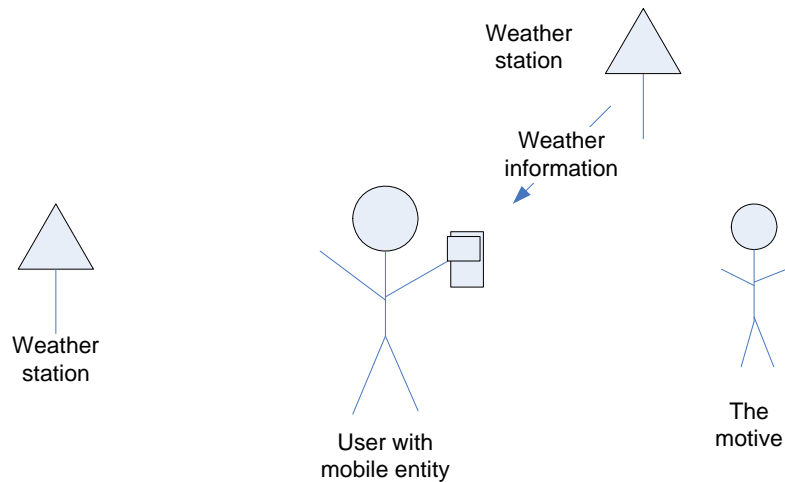 Weather
station
Weather
information
Weather
station
User with
mobile entity
The
motive